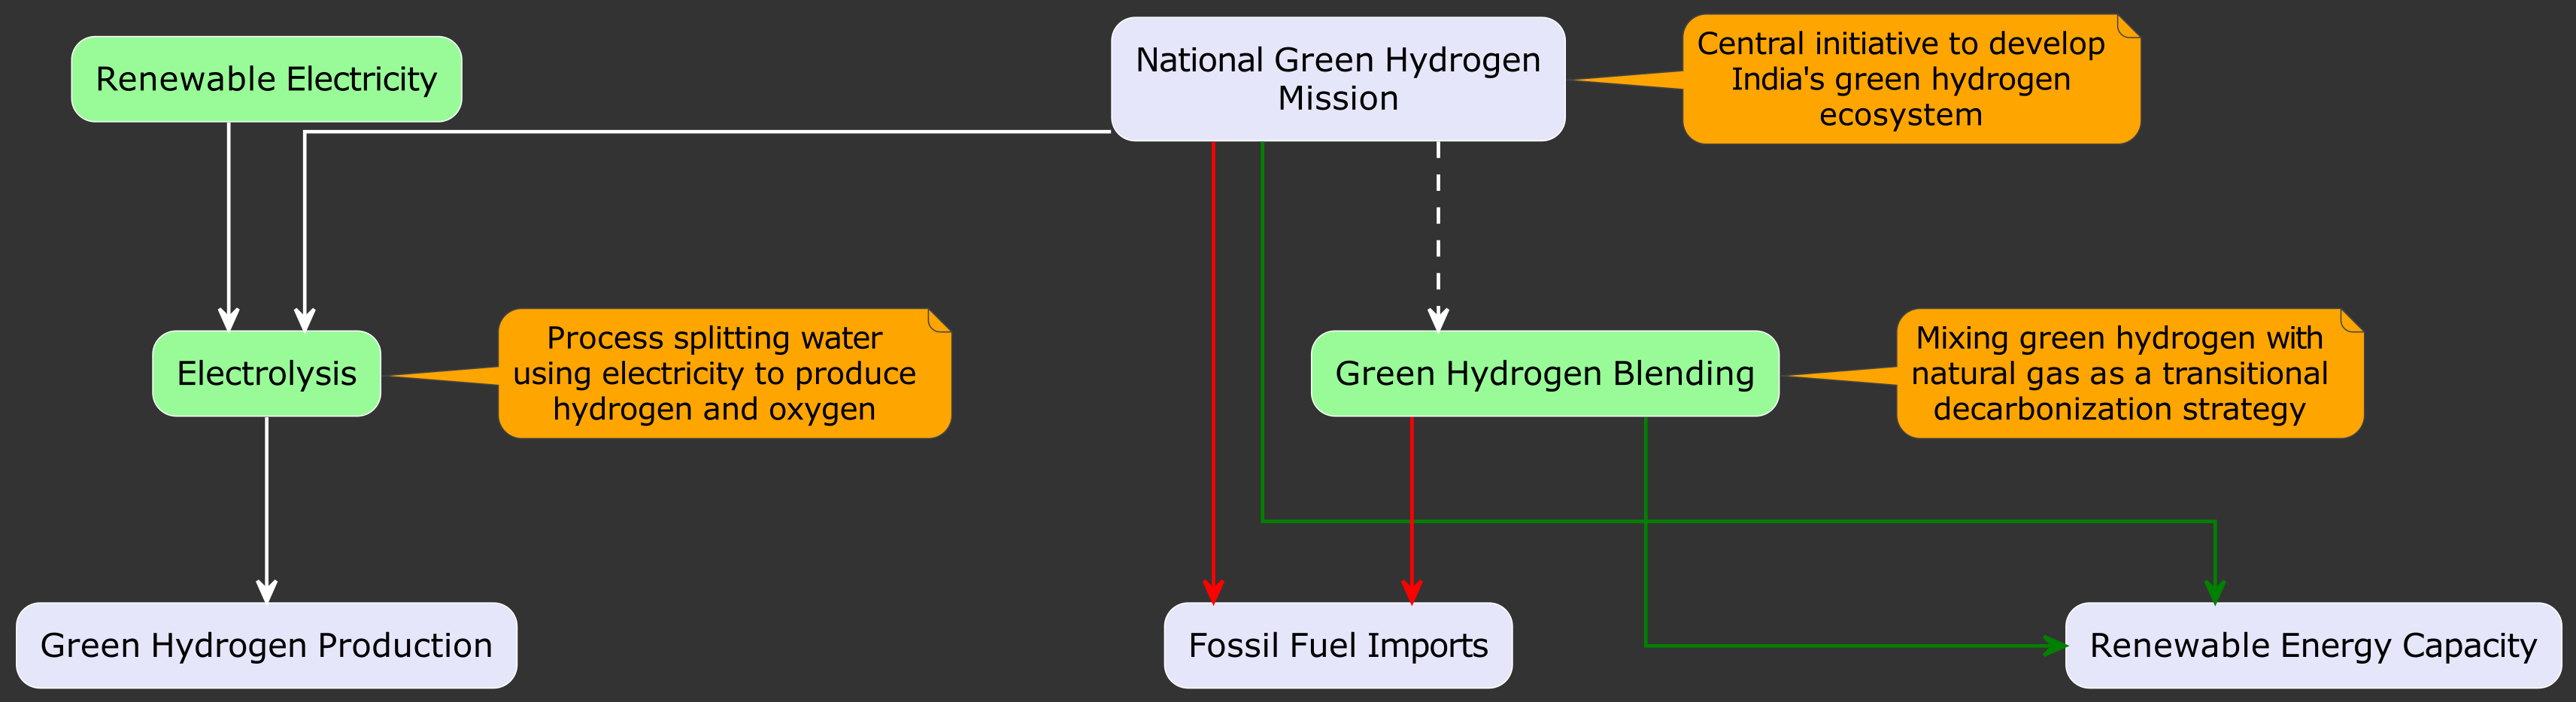 Renewable Electricity
National Green Hydrogen
Mission
Central initiative to develop
India's green hydrogen
ecosystem
Electrolysis
Process splitting water
using electricity to produce
hydrogen and oxygen
Green Hydrogen Blending
Mixing green hydrogen with
natural gas as a transitional
decarbonization strategy
Green Hydrogen Production
Fossil Fuel Imports
Renewable Energy Capacity